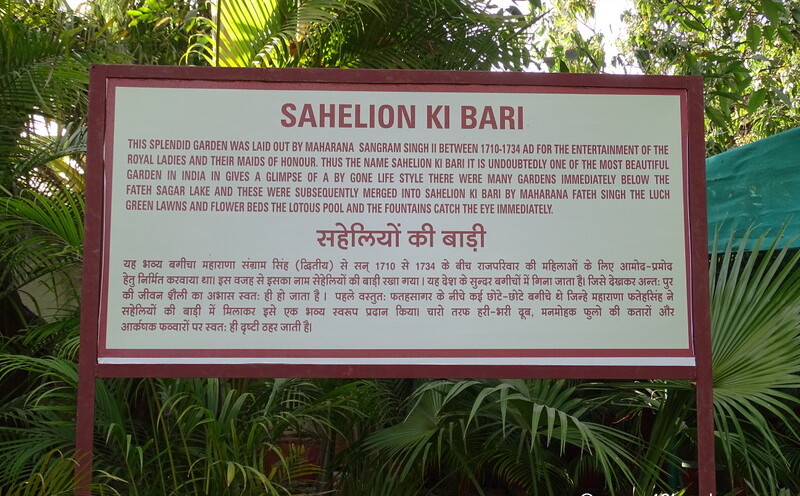 SAHELION KI BARI
THIS SPLENDID GARDEN WAS LAID OUT BY MAHARANA SANGRAM SINGH II BETWEEN 1710-1734 AD FOR THE ENTERTAINMENT OF THE
ROYAL LADIES AND THEIR MAIDS OF HONOUR. THUS THE NAME SAHELION KI BARI IT IS UNDOUBTEDLY ONE OF THE MOST BEAUTIFUL
GARDEN IN INDIA IN GIVES A GLIMPSE OF A BY GONE LIFE STYLE THERE WERE MANY GARDENS IMMEDIATELY BELOW THE
FATEH SAGAR LAKE AND THESE WERE SUBSEQUENTLY MERGED INTO SAHELION KI BARI BY MAHARANA FATEH SINGH THE LUCH
GREEN LAWNS AND FLOWER BEDS THE LOTOUS POOL AND THE FOUNTAINS CATCH THE EYE IMMEDIATELY.
सहेलियों की बाड़ी
यह भव्य बगीचा महाराणा संग्राम सिंह (द्वितीय) से सन् 1710 से 1734 के बीच राजपरिवार की महिलाओं के लिए आमोद-प्रमोद
हेतु निर्मित करवाया था। इस वजह से इसका नाम सेहेलियों की बाड़ी रखा गया। यह देश के सुन्दर बगीचों में गिना जाता है। जिसे देखकर अन्त: पुर
की जीवन शैली का अभास स्वत: ही हो जाता है । पहले वस्तुत: फतहसागर के नीचे कई छोटे-छोटे बगीचे थे जिन्हे महाराणा फतेहसिंह ने
सहेलियों की बाड़ी में मिलाकर इसे एक भव्य स्वरूप प्रदान किया। चारो तरफ हरी-भरी दूब, मनमोहक फुलो की कतारों और
आर्कषक फव्वारों पर स्वत: ही दृष्टी ठहर जाती है।